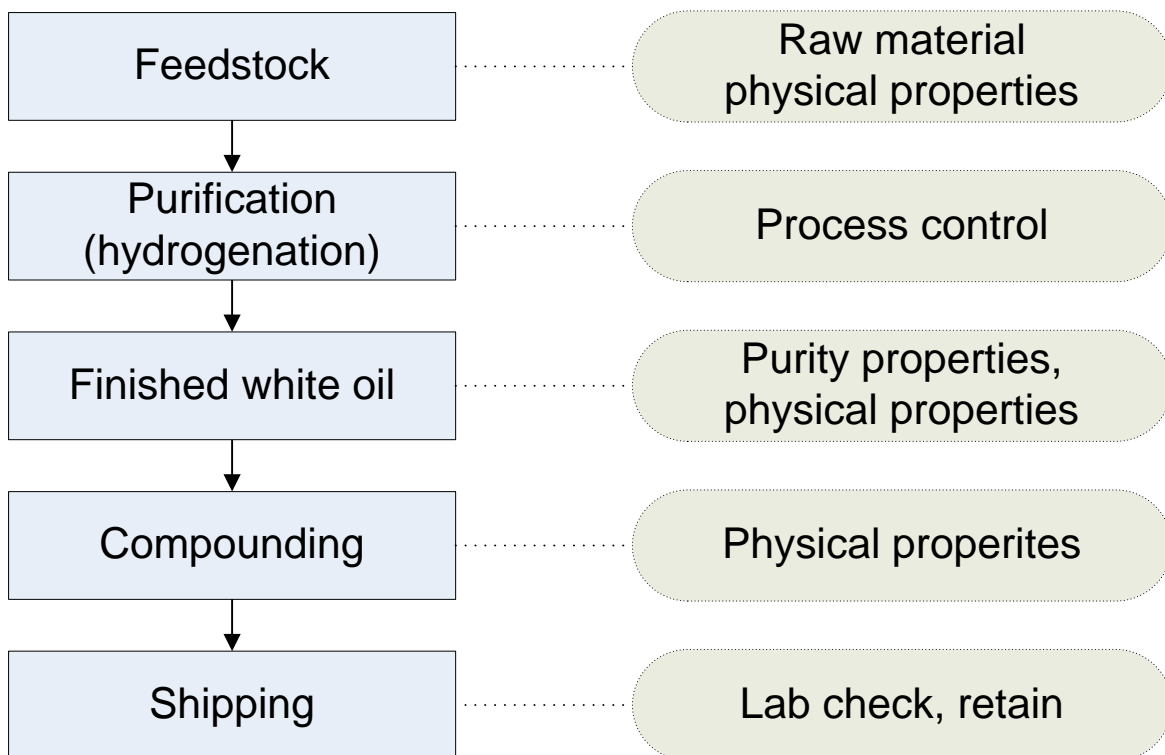 Feedstock
Raw material
physical properties
Purification
(hydrogenation)
Process control
Finished white oil
Purity properties,
physical properties
Compounding
Physical properites
Shipping
Lab check, retain